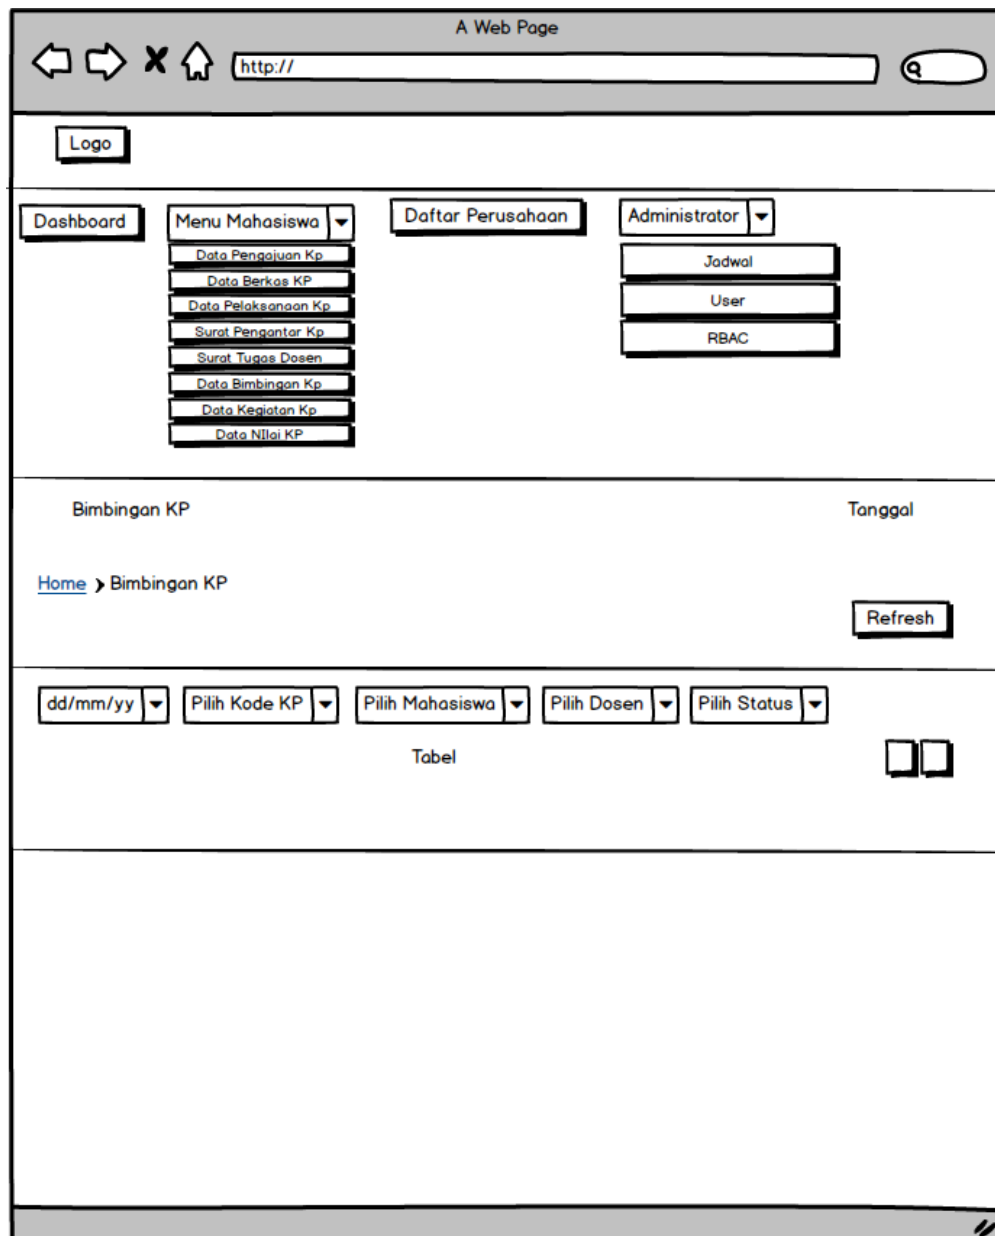 A Web Page
http://
Logo
Dashboard
Menu Mahasiswa
Data Pengajuan Kp
Data Berkas KP
Data Pelaksanaan Kp
Surat Pengantar Kp
Surat Tugas Dosen
Data Bimbingan Kp
Data Kegiatan Kp
Data NIlai KP
Daftar Perusahaan
Administrator
Jadwal
User
RBAC
Bimbingan KP
Tanggal
Home > Bimbingan KP
Refresh
dd/mm/yy Pilih Kode KP Pilih Mahasiswa Pilih Dosen Pilih Status
Tabel